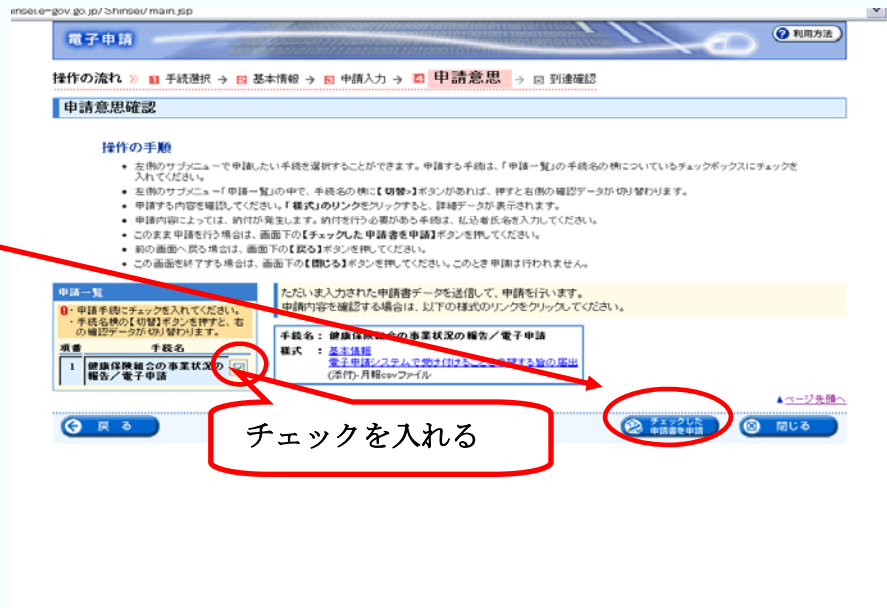 shinsei.e-gov.go.jp/Shinsei/main.jsp
電子申請
利用方法
操作の流れ » 1 手続選択 → 2 基本情報 → 3 申請入力 → 4 申請意思 → 5 到達確認
申請意思確認
操作の手順
• 左側のサブメニューで申請したい手続を選択することができます。申請する手続は、「申請一覧」の手続名の横についているチェックボックスにチェックを
入れてください。
• 左側のサブメニュー「申請一覧」の中で、手続名の横に【切替>】ボタンがあれば、押すと右側の確認データが切り替わります。
• 申請する内容を確認してください。「様式」のリンクをクリックすると、詳細データが表示されます。
• 申請内容によっては、納付が発生します。納付を行う必要がある手続は、払込者氏名を入力してください。
• このまま申請を行う場合は、画面下の【チェックした申請書を申請】ボタンを押してください。
• 前の画面へ戻る場合は、画面下の【戻る】ボタンを押してください。
• この画面を終了する場合は、画面下の【閉じる】ボタンを押してください。このとき申請は行われません。
申請一覧
・申請手続にチェックを入れてください。
・手続名横の【切替】ボタンを押すと、右
の確認データが切り替わります。
項番 手続名
1 健康保険組合の事業状況の
報告/電子申請
ただいま入力された申請書データを送信して、申請を行います。
申請内容を確認する場合は、以下の様式のリンクをクリックしてください。
手続名: 健康保険組合の事業状況の報告/電子申請
様式 : 基本情報
電子申請システムで受け付けることを希望する旨の届出
(添付)-月報csvファイル
▲ページ先頭へ
戻る
チェックを入れる
チェックした
申請書を申請
閉じる